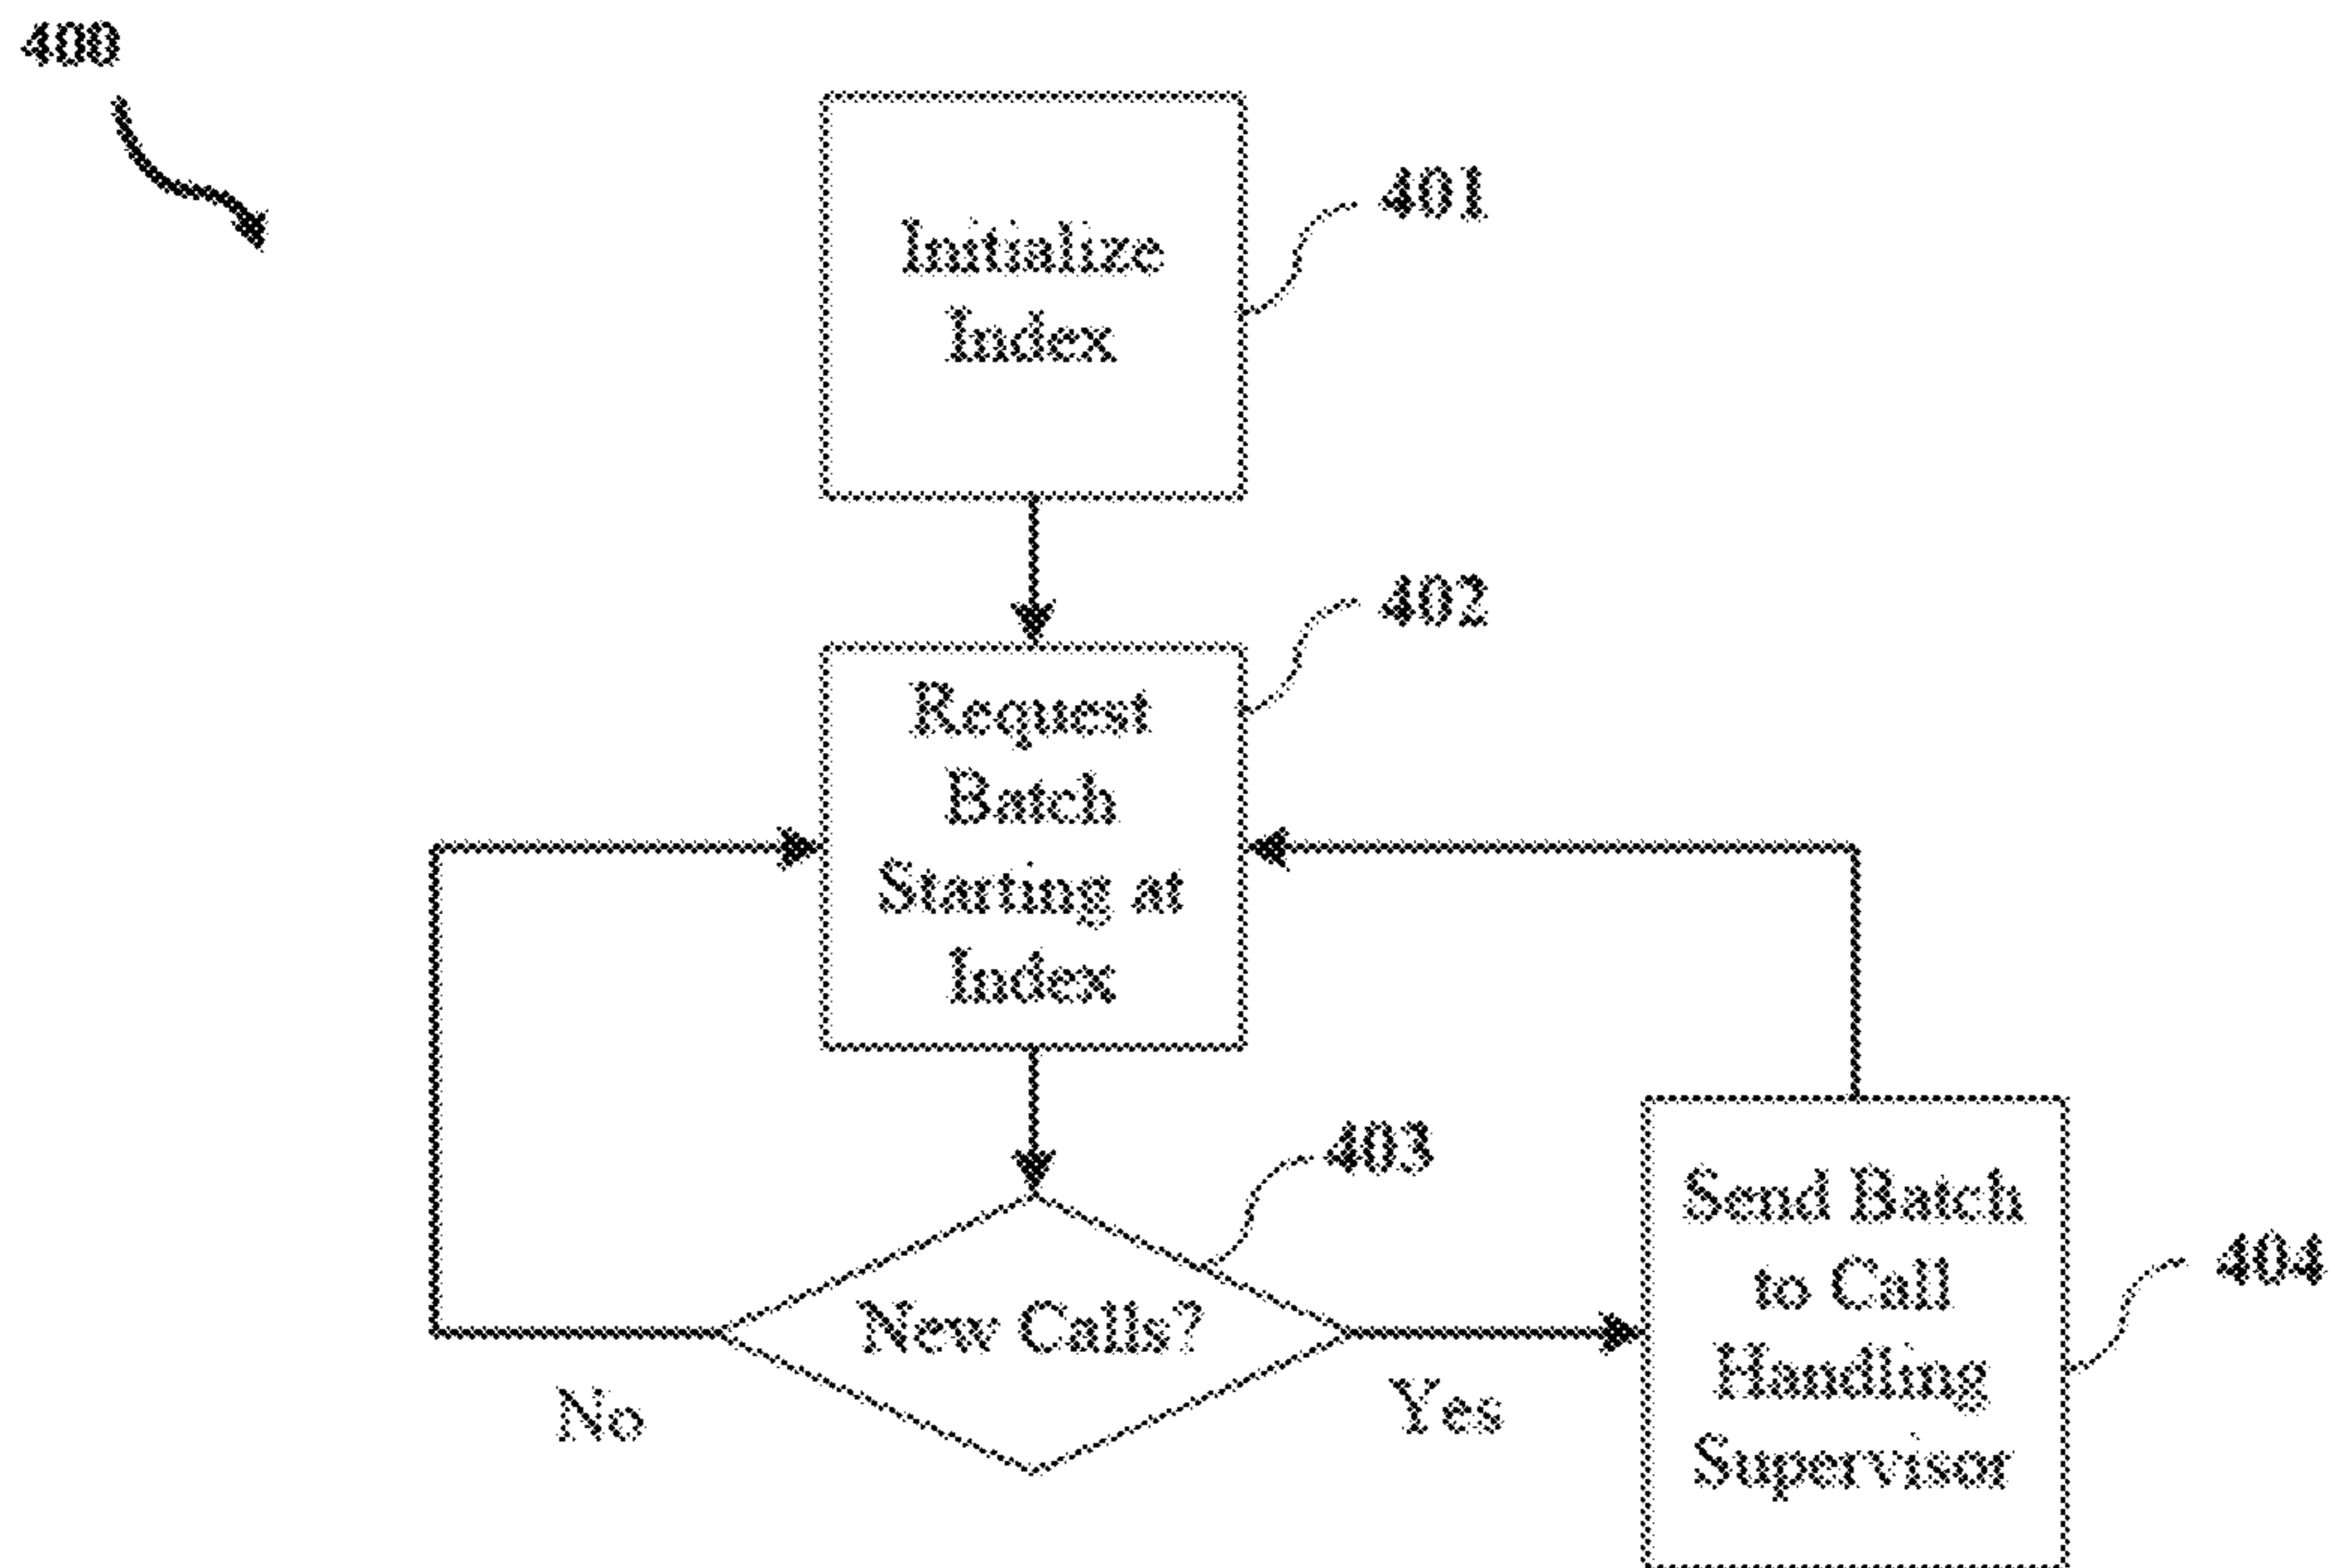 400
Initialize
Index
401
Request
Batch
Starting at
Index
402
New Calls?
403
No
Yes
Send Batch
to Call
Handling
Supervisor
404